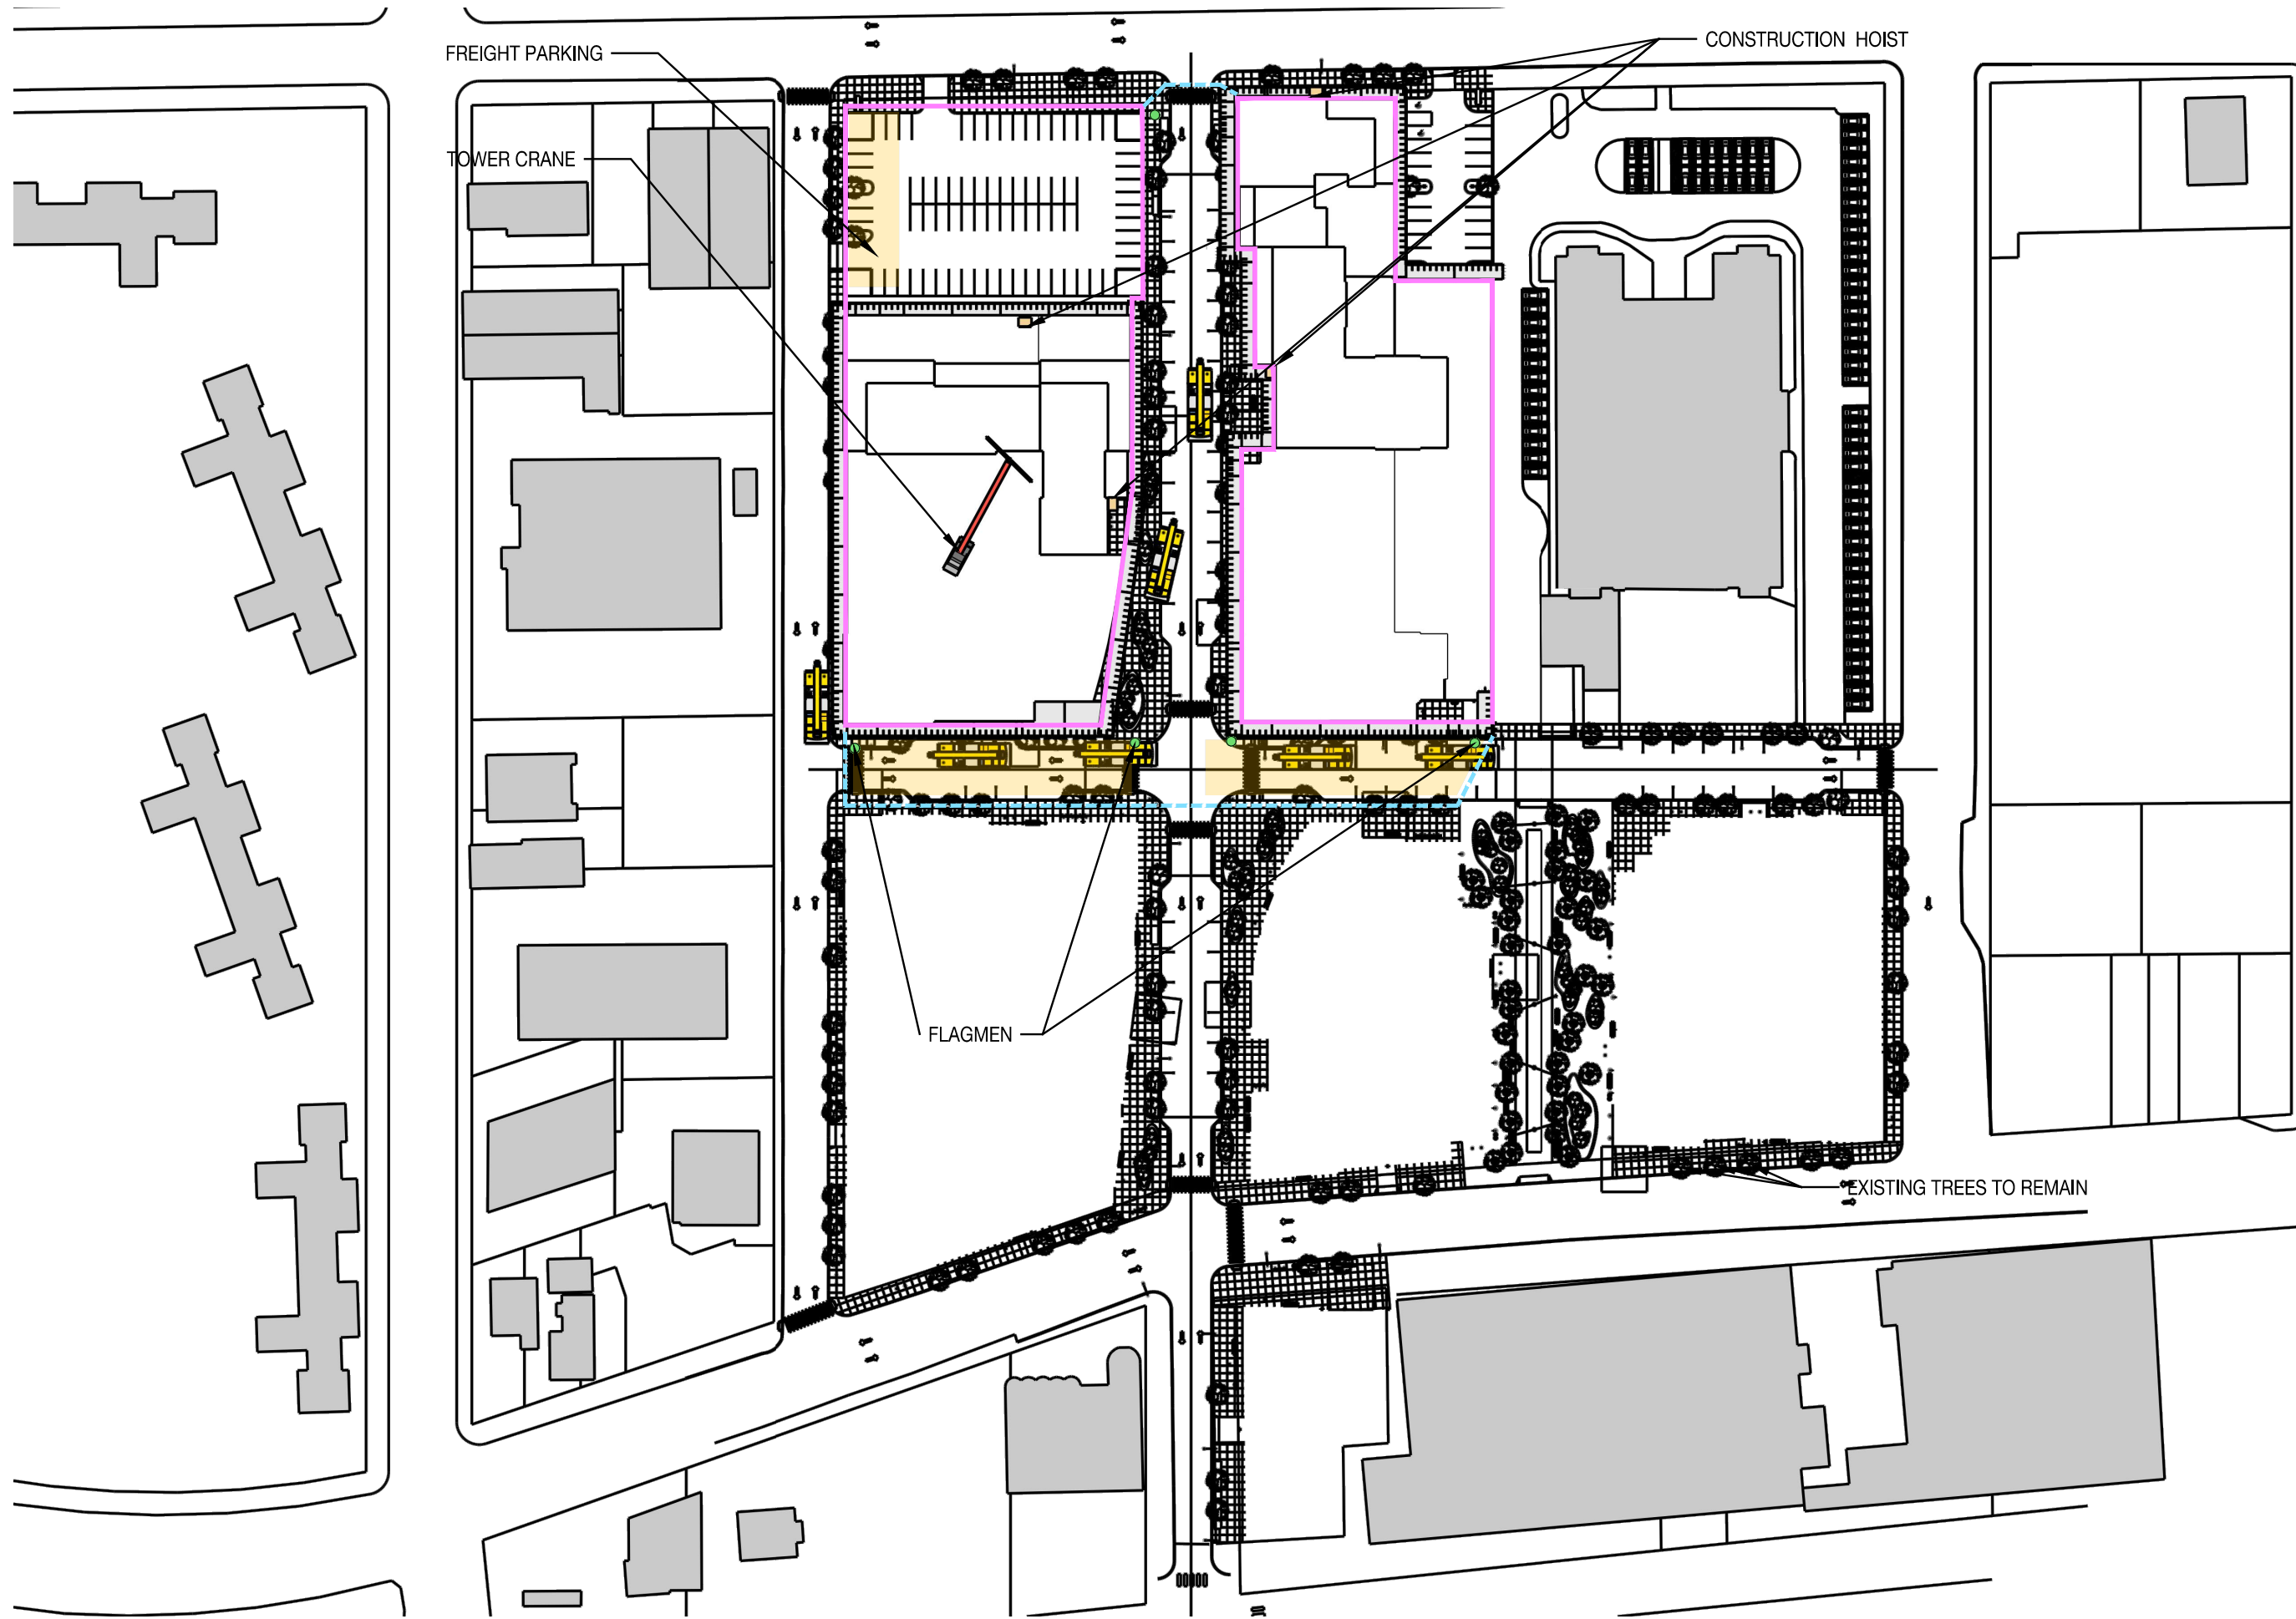 FREIGHT PARKING
CONSTRUCTION HOIST
TOWER CRANE
FLAGMEN
EXISTING TREES TO REMAIN